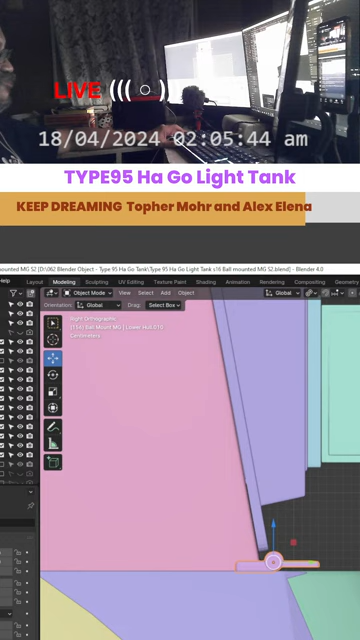 LIVE ((( ○ )
18/04/2024 02:05:44 am
TYPE95 Ha Go Light Tank
KEEP DREAMING Topher Mohr and Alex Elena
mounted MG S2 [D:\062 Blender Object - Type 95 Ha Go Tank\Type 95 Ha Go Light Tank s16 Ball mounted MG S2.blend] - Blender 4.0
Help Layout Modeling Sculpting UV Editing Texture Paint Shading Animation Rendering Compositing Geometry
Object Mode View Select Add Object Global
Orientation: Global Drag: Select Box
Right Orthographic
Centimeters